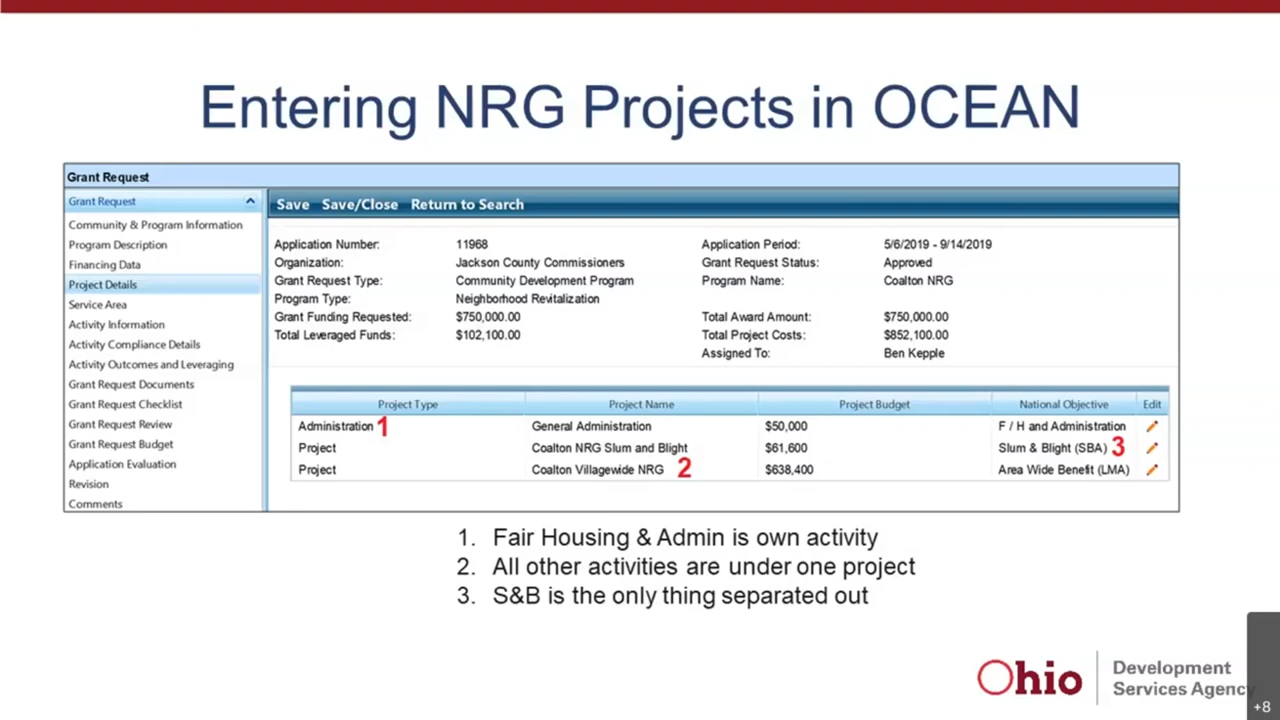 Entering NRG Projects in OCEAN
Grant Request
Grant Request
Community & Program Information
Program Description
Financing Data
Project Details
Service Area
Activity Information
Activity Compliance Details
Activity Outcomes and Leveraging
Grant Request Documents
Grant Request Checklist
Grant Request Review
Grant Request Budget
Application Evaluation
Revision
Comments
Save Save/Close Return to Search
Application Number: 11968 Application Period: 5/6/2019 - 9/14/2019
Organization: Jackson County Commissioners Grant Request Status: Approved
Grant Request Type: Community Development Program Program Name: Coalton NRG
Program Type: Neighborhood Revitalization
Grant Funding Requested: $750,000.00 Total Award Amount: $750,000.00
Total Leveraged Funds: $102,100.00 Total Project Costs: $852,100.00
Assigned To: Ben Kepple
Project Type Project Name Project Budget National Objective Edit
Administration 1 General Administration $50,000 F / H and Administration
Project Coalton NRG Slum and Blight $61,600 Slum & Blight (SBA) 3
Project Coalton Villagewide NRG 2 $638,400 Area Wide Benefit (LMA)
1. Fair Housing & Admin is own activity
2. All other activities are under one project
3. S&B is the only thing separated out
Ohio Development
Services Agency
+8